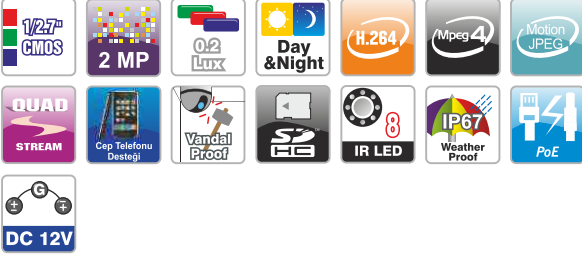 1/2.7"
CMOS
2 MP
0.2
Lux
Day
&Night
H.264
Mpeg4
Motion
JPEG
QUAD
STREAM
Cep Telefonu
Desteği
Vandal
Proof
SD
HC
8
IR LED
IP67
Weather
Proof
PoE
G
± ∓
DC 12V